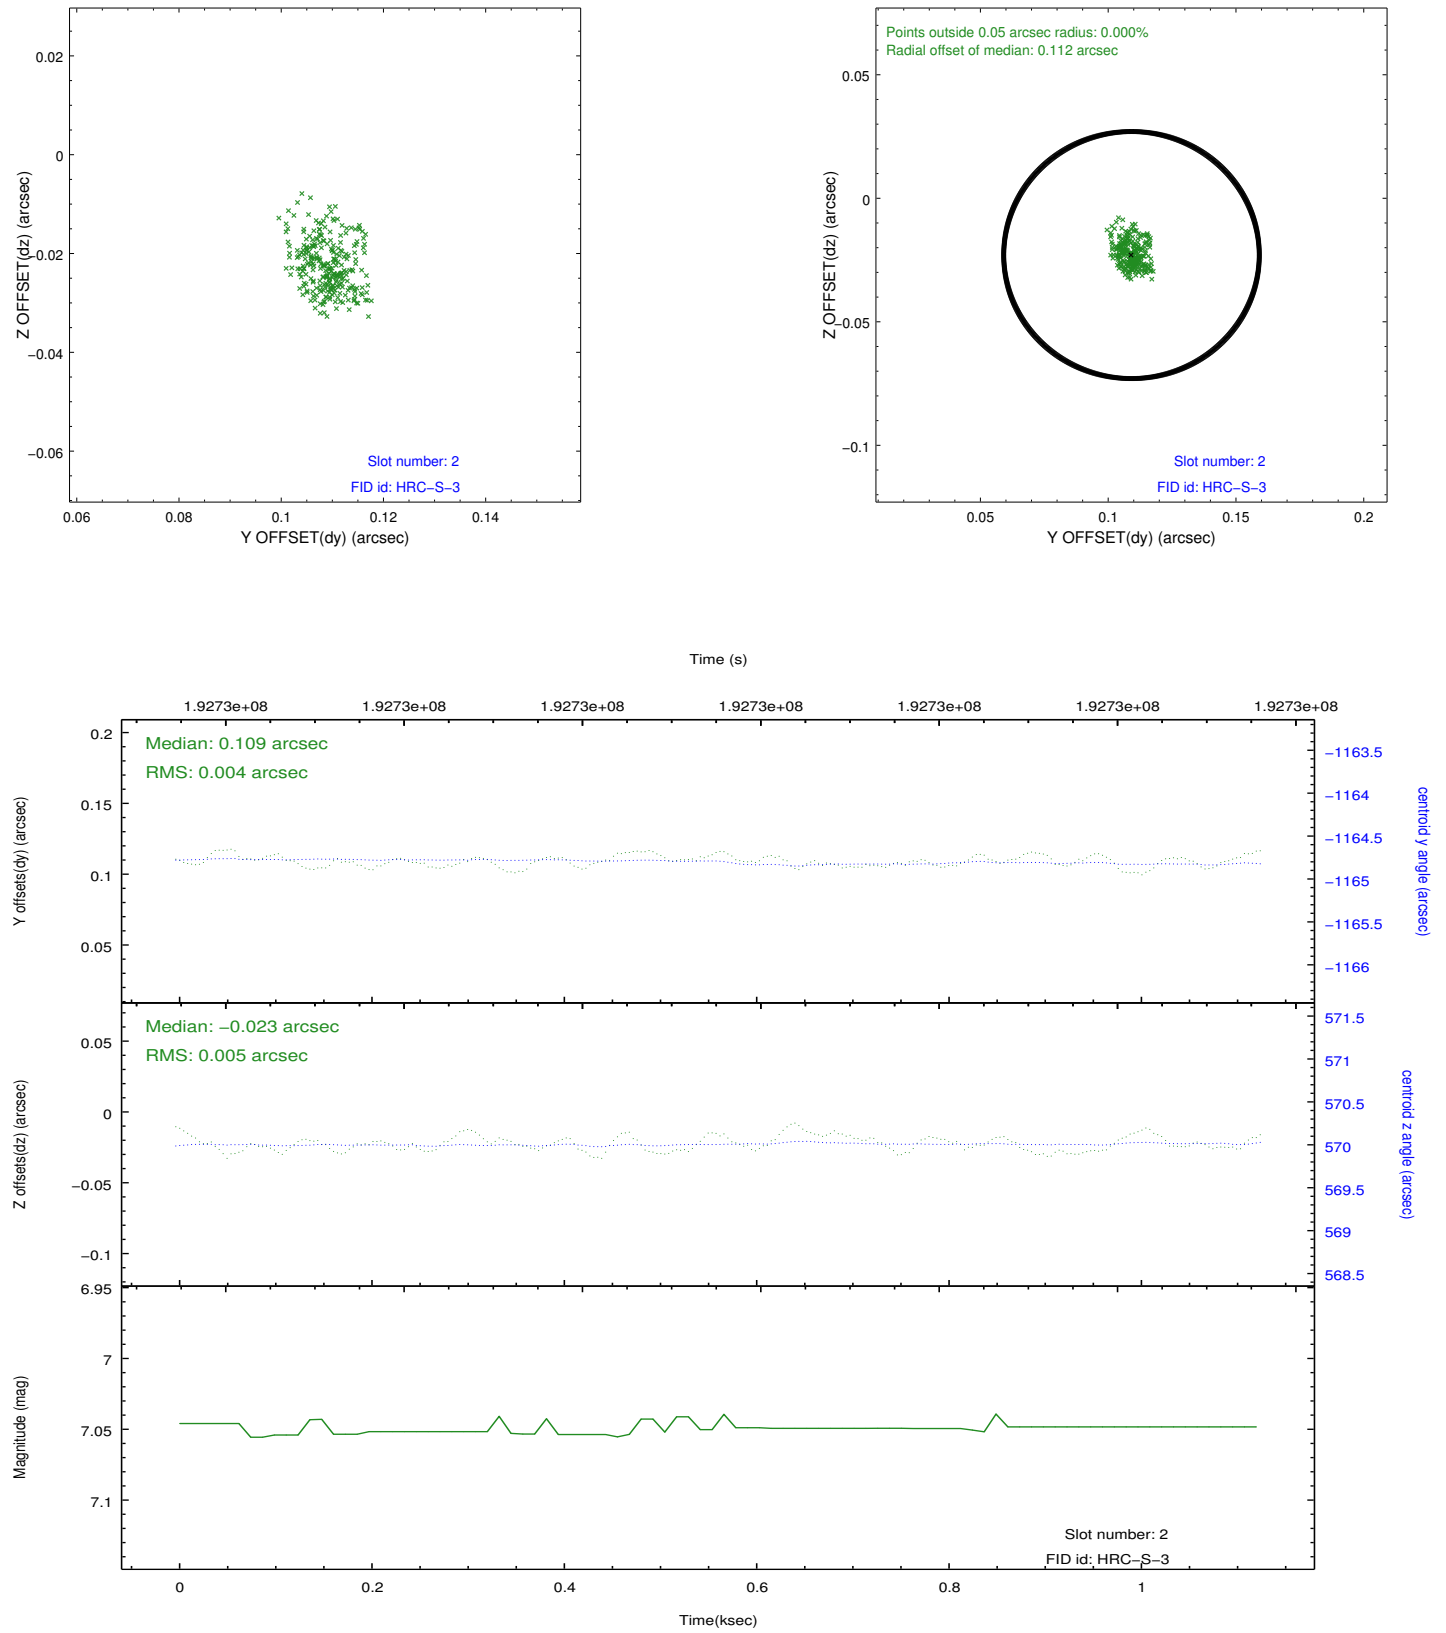 0.02
0
−0.02
−0.04
−0.06
Z OFFSET(dz) (arcsec)
Slot number: 2
FID id: HRC−S−3
0.06 0.08 0.1 0.12 0.14
Y OFFSET(dy) (arcsec)
Points outside 0.05 arcsec radius: 0.000%
Radial offset of median: 0.112 arcsec
0.05
0
−0.05
−0.1
Z OFFSET(dz) (arcsec)
Slot number: 2
FID id: HRC−S−3
0.05 0.1 0.15 0.2
Y OFFSET(dy) (arcsec)
Time (s)
1.9273e+08 1.9273e+08 1.9273e+08 1.9273e+08 1.9273e+08 1.9273e+08 1.9273e+08
Median: 0.109 arcsec
RMS: 0.004 arcsec
0.2
0.15
0.1
0.05
Y offsets(dy) (arcsec)
−1163.5
−1164
−1164.5
−1165
−1165.5
−1166
centroid y angle (arcsec)
Median: −0.023 arcsec
RMS: 0.005 arcsec
0.05
0
−0.05
−0.1
Z offsets(dz) (arcsec)
571.5
571
570.5
570
569.5
569
568.5
centroid z angle (arcsec)
6.95
7
7.05
7.1
Magnitude (mag)
Slot number: 2
FID id: HRC−S−3
0 0.2 0.4 0.6 0.8 1
Time(ksec)